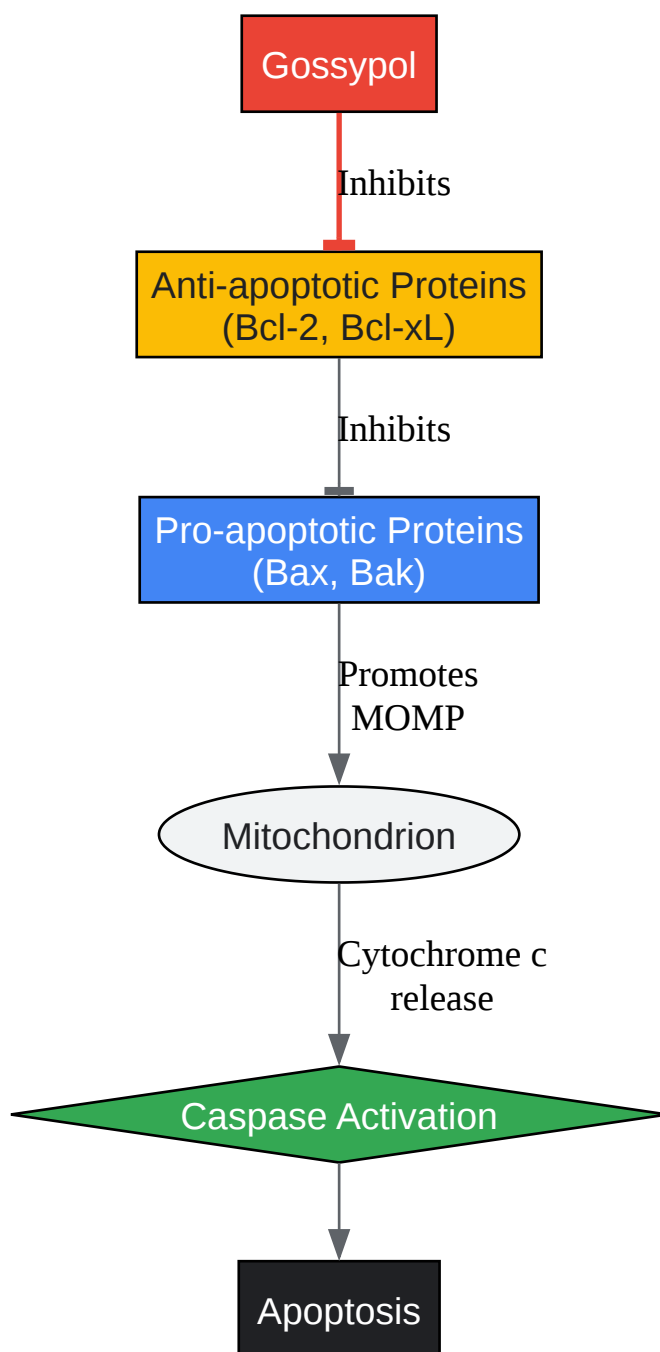 Gossypol
Inhibits
Anti-apoptotic Proteins
(Bcl-2, Bcl-xL)
Inhibits
Pro-apoptotic Proteins
(Bax, Bak)
Promotes
MOMP
Mitochondrion
Cytochrome c
release
Caspase Activation
Apoptosis